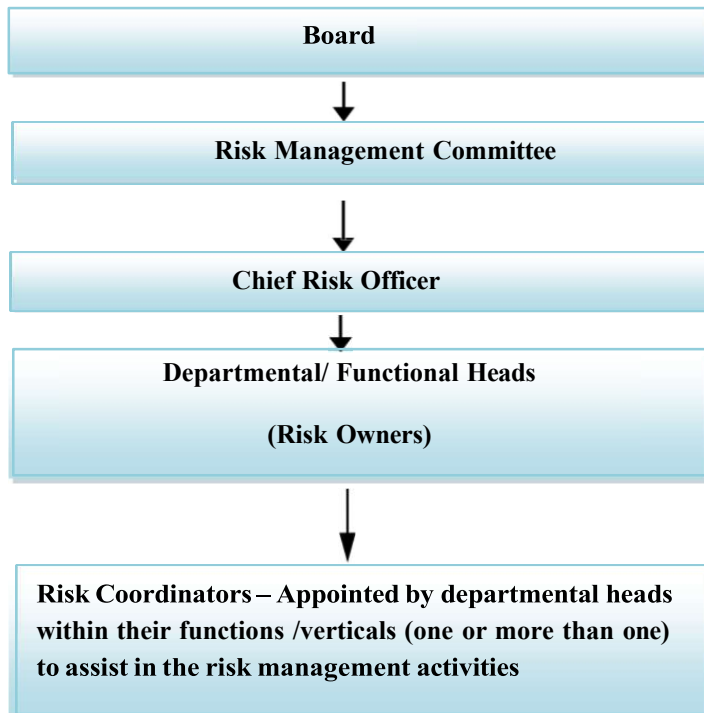 Board
Risk Management Committee
Chief Risk Officer
Departmental/ Functional Heads
(Risk Owners)
Risk Coordinators – Appointed by departmental heads
within their functions /verticals (one or more than one)
to assist in the risk management activities